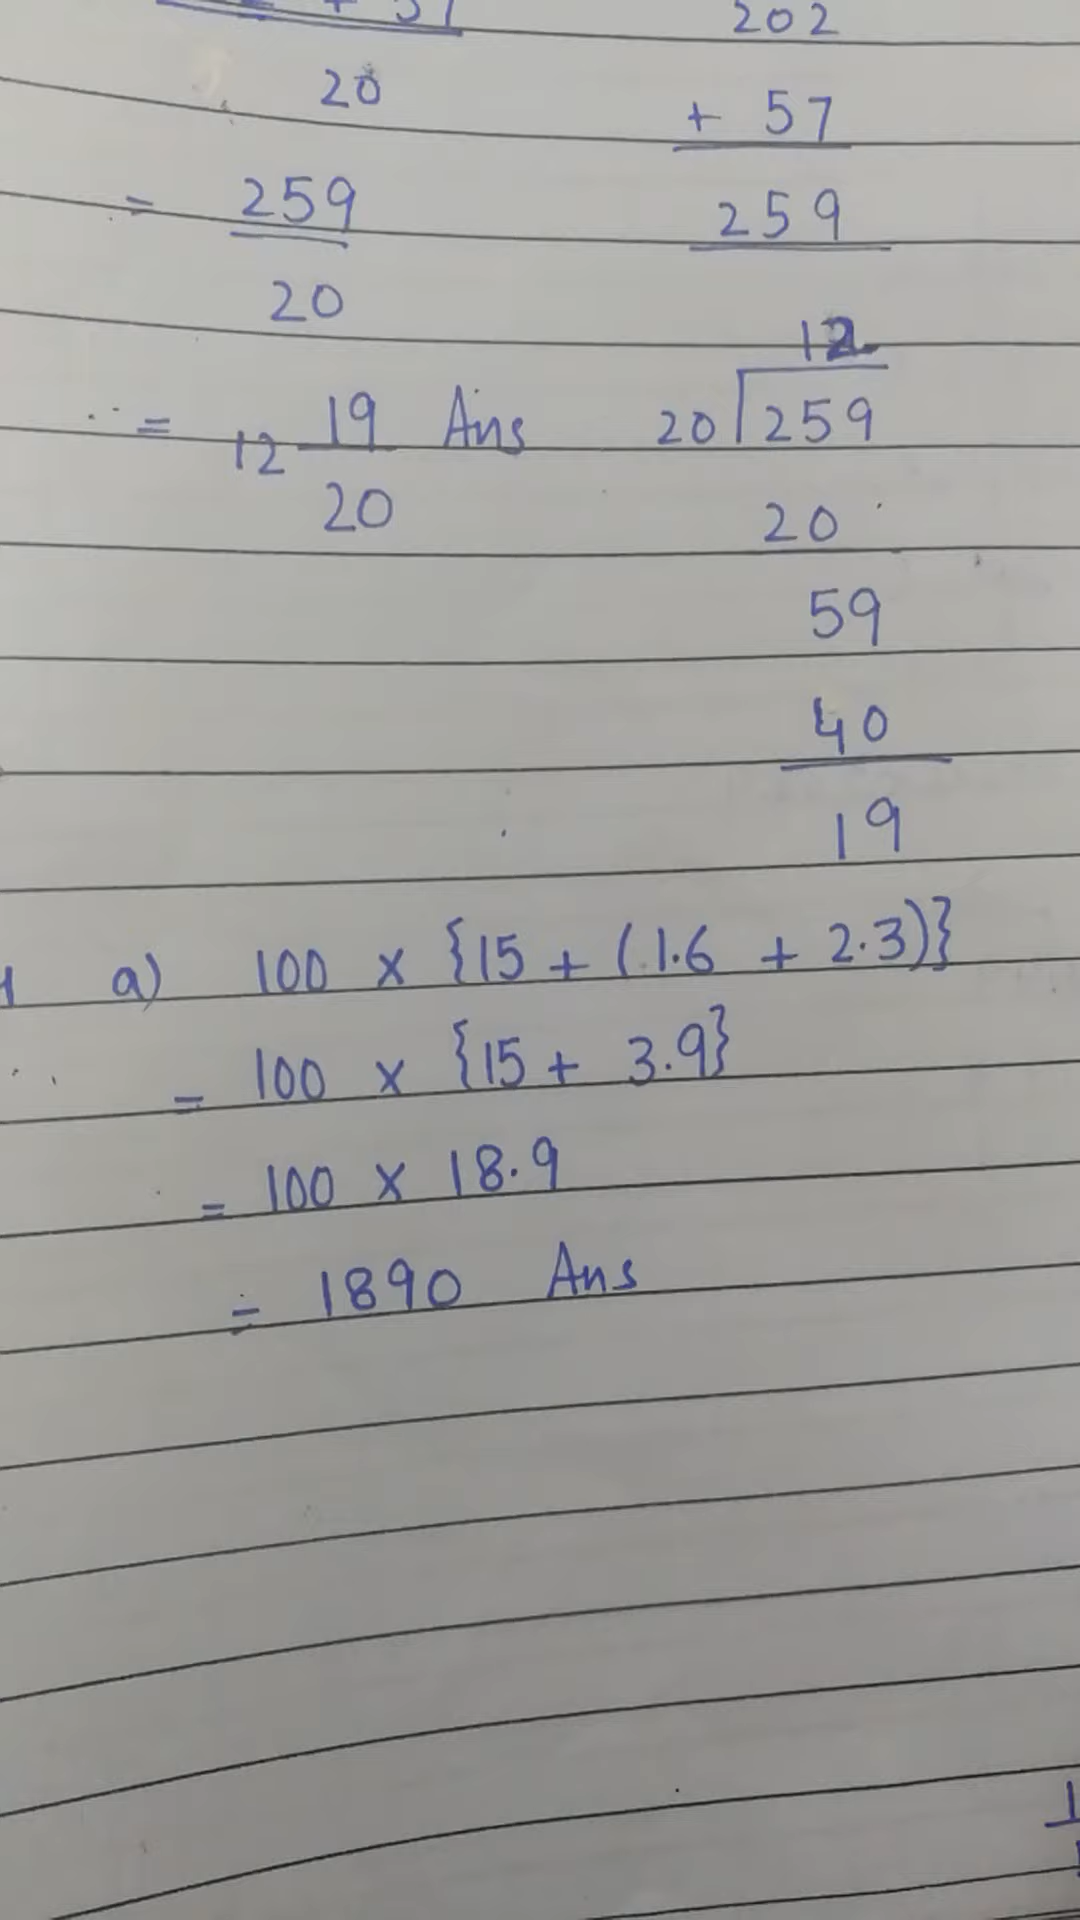 202
20
+ 57
= 259
259
20
12
= 12 19 Ans
20
20 259
20
59
40
19
a) 100 × {15 + (1.6 + 2.3)}
= 100 × {15 + 3.9}
= 100 × 18.9
= 1890 Ans